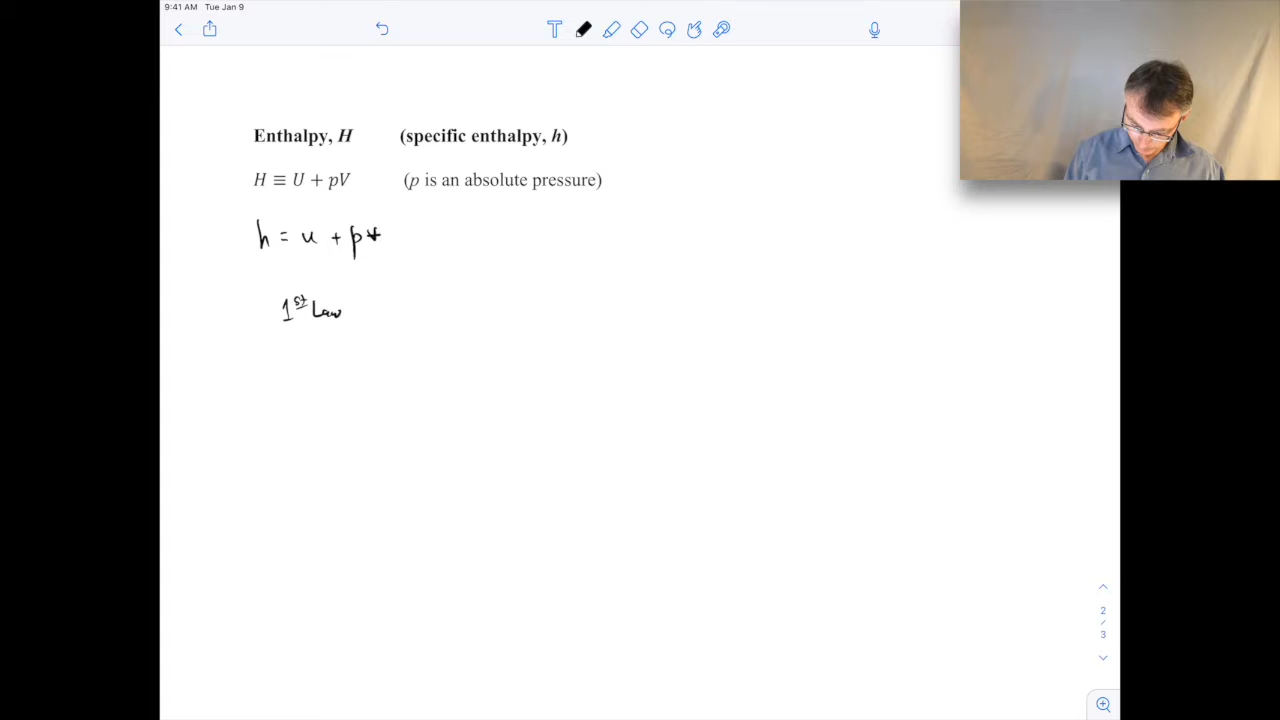 9:41 AM Tue Jan 9
T
Enthalpy, H (specific enthalpy, h)
H ≡ U + pV (p is an absolute pressure)
h = u + pv
1st Law
2
/
3